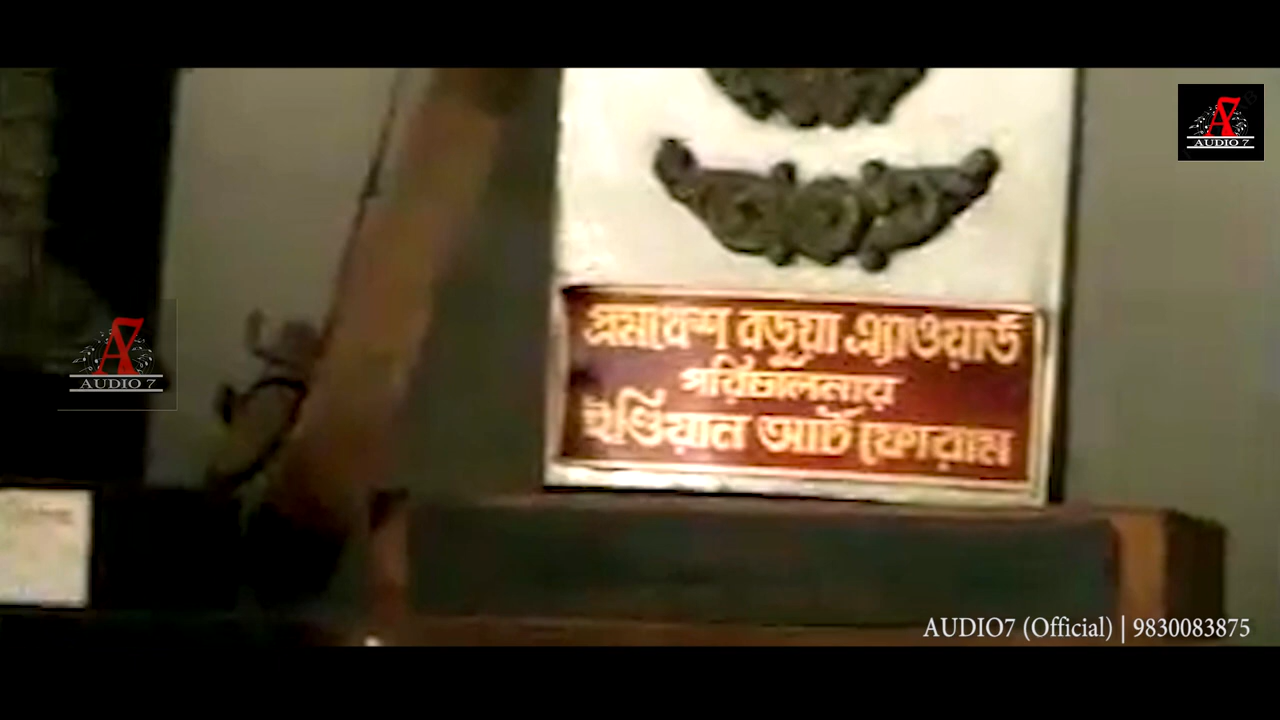 AUDIO 7
প্রমথেশ বড়ুয়া এ্যাওয়ার্ড
পরিচালনায়
ইণ্ডিয়ান আর্ট ফোরাম
AUDIO 7
AUDIO7 (Official) | 9830083875